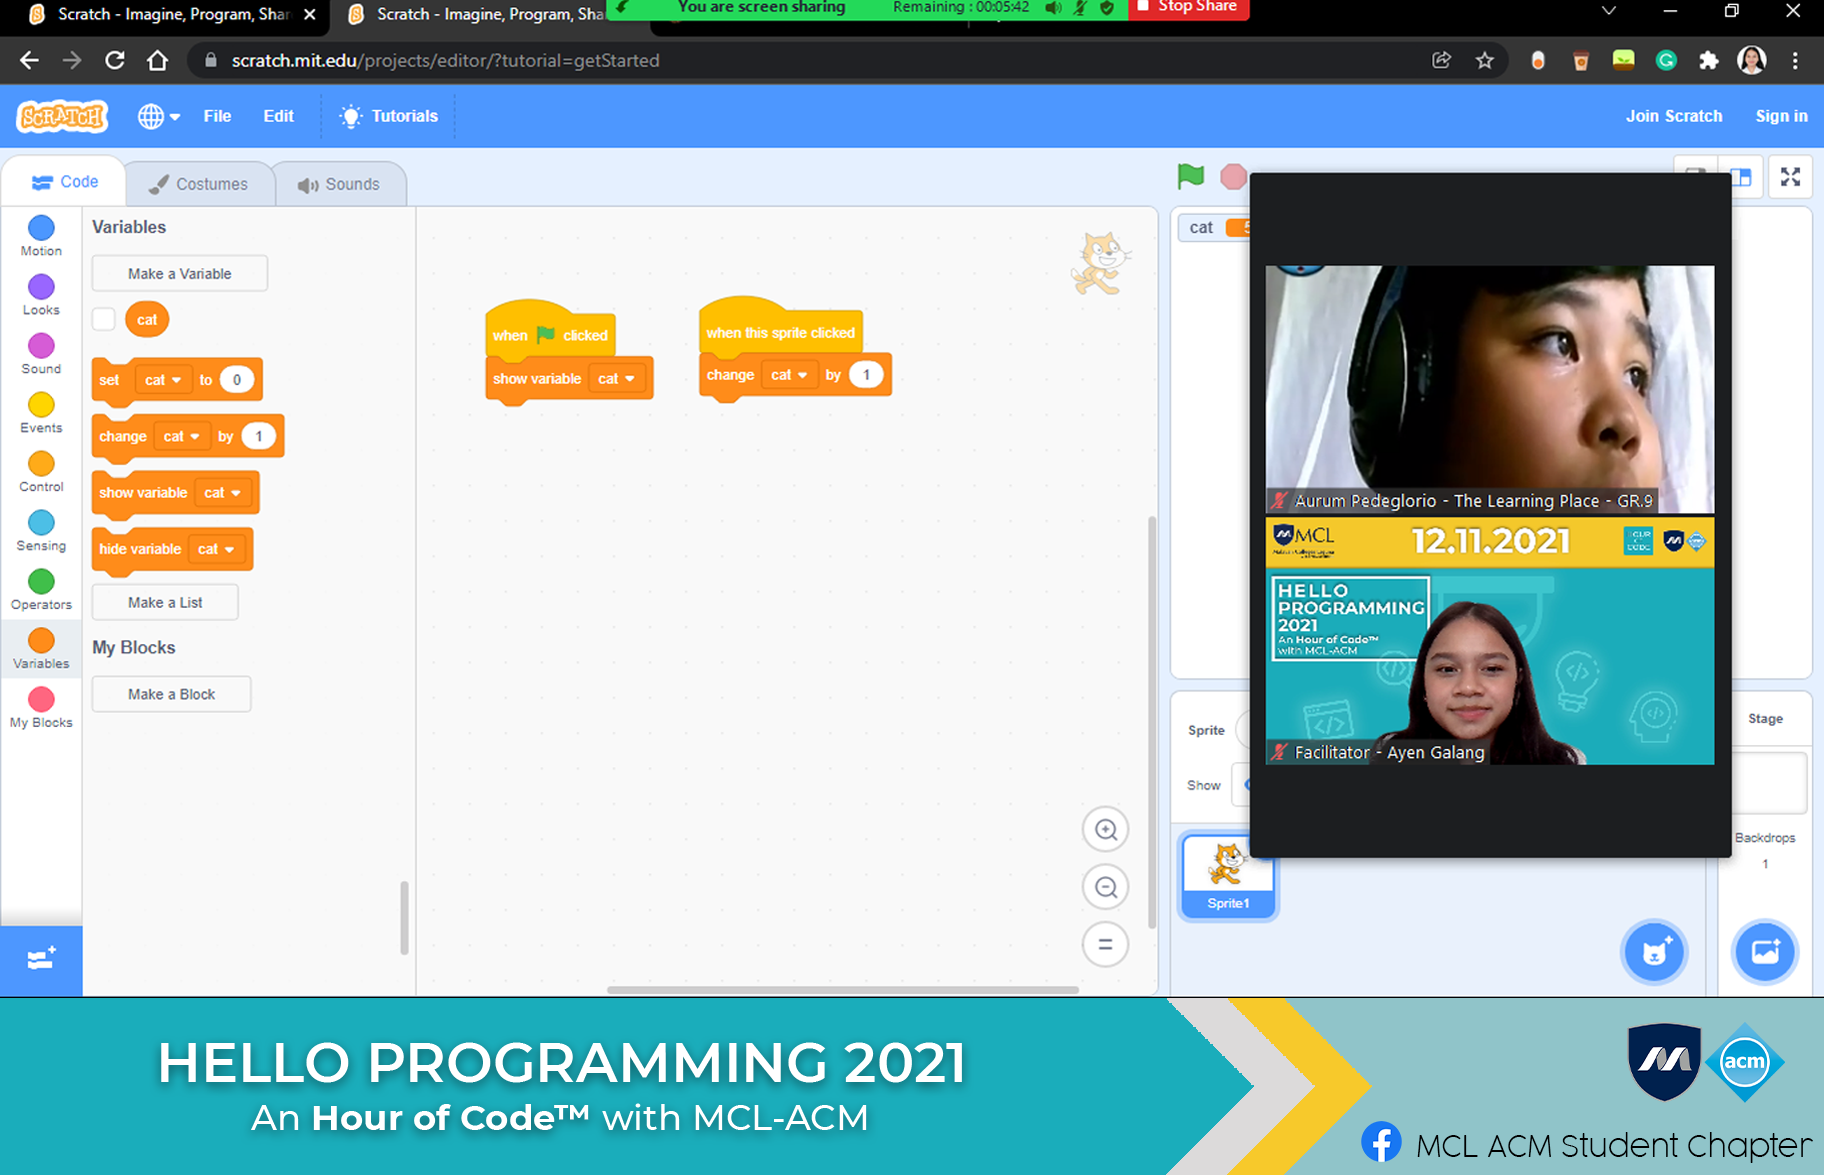 Scratch - Imagine, Program, Shar
Scratch - Imagine, Program, Sha
You are screen sharing
Remaining : 00:05:42
Stop Share
scratch.mit.edu/projects/editor/?tutorial=getStarted
SCRATCH
File
Edit
Tutorials
Join Scratch
Sign in
Code
Costumes
Sounds
Motion
Looks
Sound
Events
Control
Sensing
Operators
Variables
My Blocks
Variables
Make a Variable
cat
set cat to 0
change cat by 1
show variable cat
hide variable cat
Make a List
My Blocks
Make a Block
when clicked
show variable cat
when this sprite clicked
change cat by 1
cat
Aurum Pedeglorio - The Learning Place - GR.9
MCL
12.11.2021
HELLO
PROGRAMMING
2021
An Hour of Code™
with MCL-ACM
Facilitator - Ayen Galang
Sprite
Show
Sprite1
Stage
Backdrops
1
HELLO PROGRAMMING 2021
An Hour of Code™ with MCL-ACM
acm
MCL ACM Student Chapter